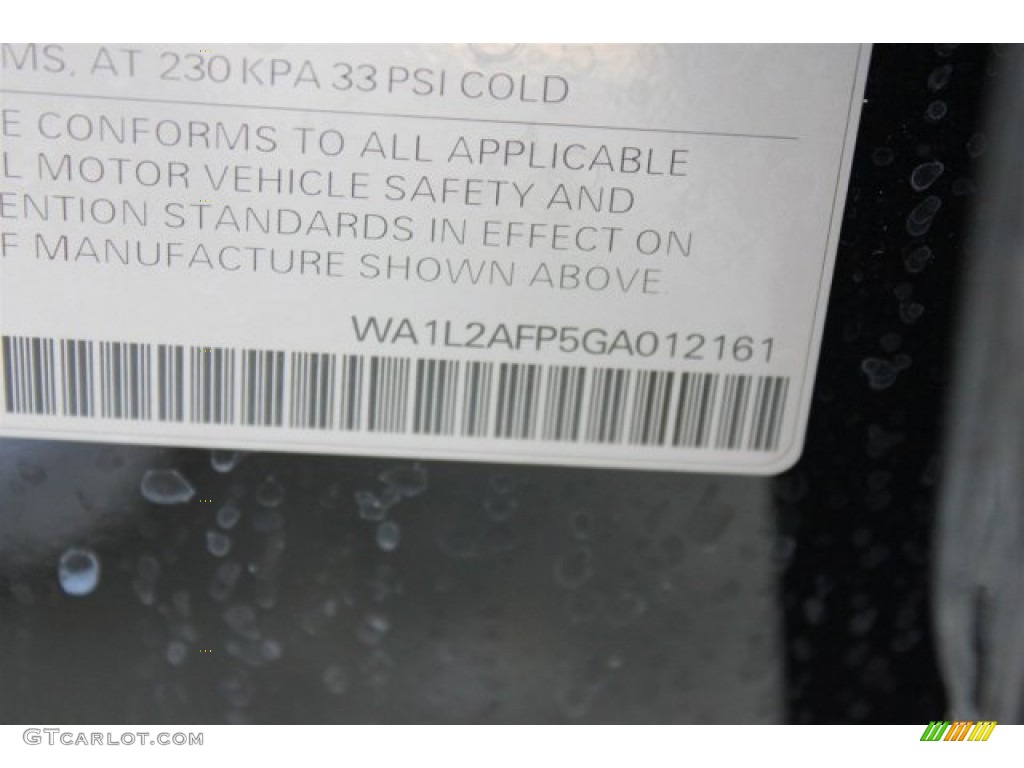 MS, AT 230 KPA 33 PSI COLD
E CONFORMS TO ALL APPLICABLE
L MOTOR VEHICLE SAFETY AND
ENTION STANDARDS IN EFFECT ON
F MANUFACTURE SHOWN ABOVE.
WA1L2AFP5GA012161
GTCARLOT.COM